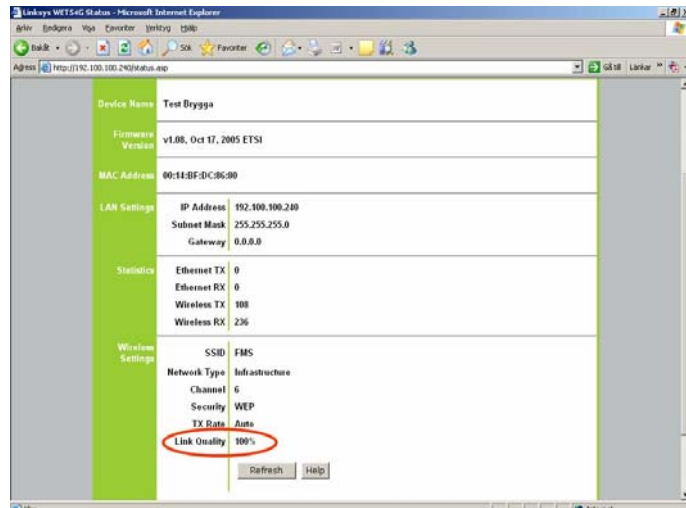 Linksys WET54G Status - Microsoft Internet Explorer
Arkiv Redigera Visa Favoriter Verktyg Hjälp
Bakåt Sök Favoriter
Adress http://192.100.100.240/status.asp Gå till Länkar »
Device Name Test Brygga
Firmware Version v1.08, Oct 17, 2005 ETSI
MAC Address 00:14:BF:DC:86:80
LAN Settings IP Address 192.100.100.240
Subnet Mask 255.255.255.0
Gateway 0.0.0.0
Statistics Ethernet TX 0
Ethernet RX 0
Wireless TX 108
Wireless RX 236
Wireless Settings SSID FMS
Network Type Infrastructure
Channel 6
Security WEP
TX Rate Auto
Link Quality 100%
Refresh Help